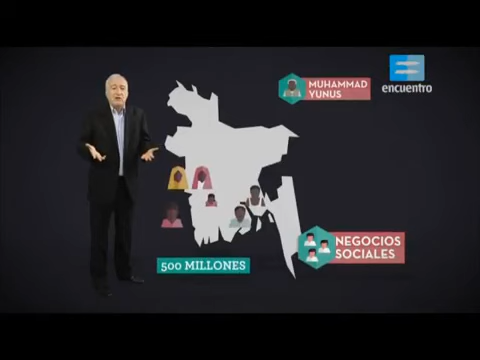 MUHAMMAD
YUNUS
encuentro
NEGOCIOS
SOCIALES
500 MILLONES